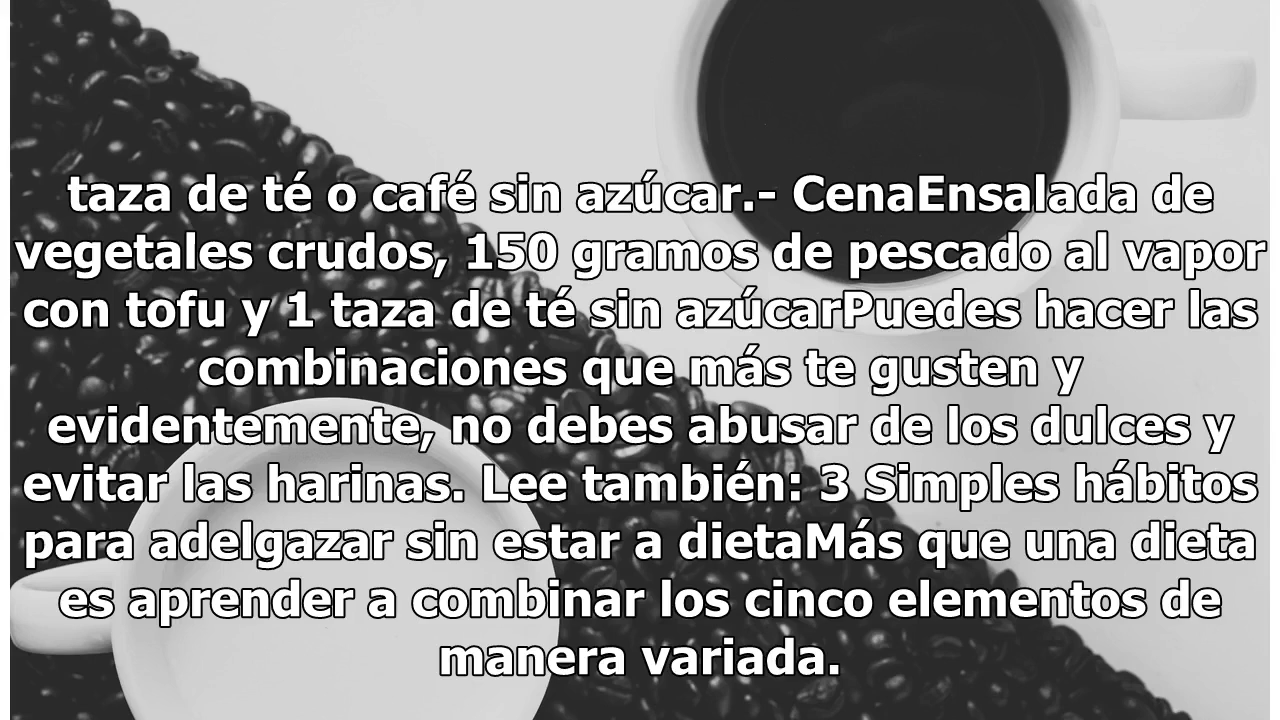 taza de té o café sin azúcar.- CenaEnsalada de
vegetales crudos, 150 gramos de pescado al vapor
con tofu y 1 taza de té sin azúcarPuedes hacer las
combinaciones que más te gusten y
evidentemente, no debes abusar de los dulces y
evitar las harinas. Lee también: 3 Simples hábitos
para adelgazar sin estar a dietaMás que una dieta
es aprender a combinar los cinco elementos de
manera variada.